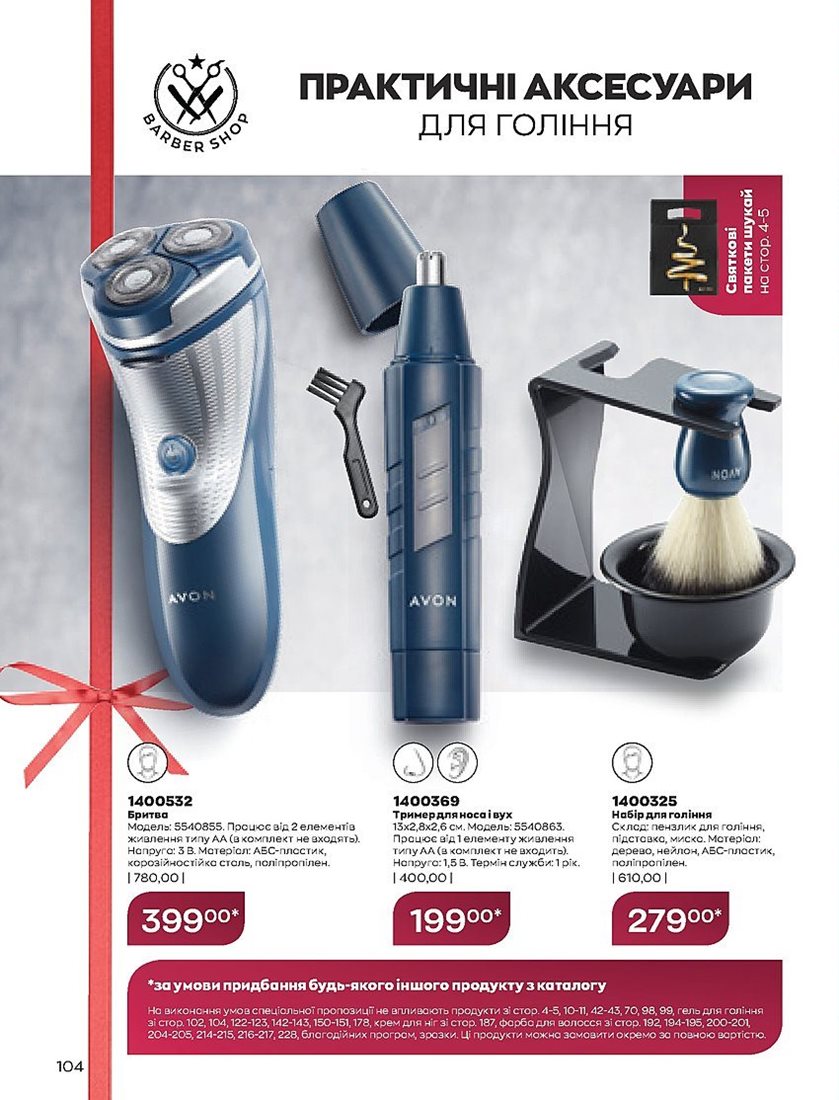 BARBER SHOP
ПРАКТИЧНІ АКСЕСУАРИ
ДЛЯ ГОЛІННЯ
Святкові
пакети шукай
на стор. 4-5
AVON
AVON
AVON
1400532
Бритва
Модель: 5540855. Працює від 2 елементів
живлення типу АА (в комплект не входять).
Напруга: 3 В. Матеріал: АБС-пластик,
корозійностійка сталь, поліпропілен.
| 780,00 |
39900*
1400369
Тример для носа і вух
13x2,8x2,6 см. Модель: 5540863.
Працює від 1 елементу живлення
типу АА (в комплект не входить).
Напруга: 1,5 В. Термін служби: 1 рік.
| 400,00 |
19900*
1400325
Набір для гоління
Склад: пензлик для гоління,
підставка, миска. Матеріал:
дерево, нейлон, АБС-пластик,
поліпропілен.
| 610,00 |
27900*
*за умови придбання будь-якого іншого продукту з каталогу
На виконання умов спеціальної пропозиції не впливають продукти зі стор. 4-5, 10-11, 42-43, 70, 98, 99, гель для гоління
зі стор. 102, 104, 122-123, 142-143, 150-151, 178, крем для ніг зі стор. 187, фарба для волосся зі стор. 192, 194-195, 200-201,
204-205, 214-215, 216-217, 228, благодійних програм, зразки. Ці продукти можна замовити окремо за повною вартістю.
104